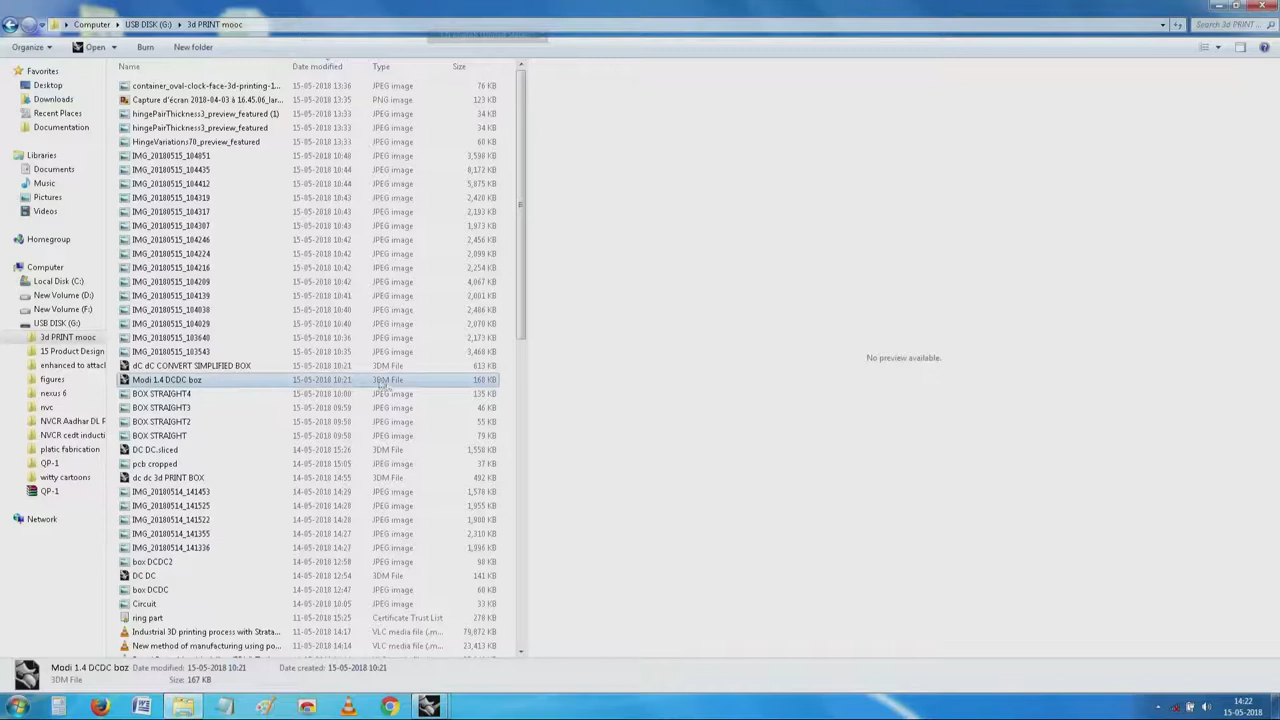 Computer ▸ USB DISK (G:) ▸ 3d PRINT mooc
Search 3d PRINT ...
Organize Open Burn New folder
Name Date modified Type Size
Favorites
Desktop
Downloads
Recent Places
Documentation
Libraries
Documents
Music
Pictures
Videos
Homegroup
Computer
Local Disk (C:)
New Volume (D:)
New Volume (F:)
USB DISK (G:)
3d PRINT mooc
15 Product Design
enhanced to attacl
figures
nexus 6
nvc
NVCR Aadhar DL P
NVCR cedt inducti
platic fabrication
QP-1
witty cartoons
QP-1
Network
container_oval-clock-face-3d-printing-1... 15-05-2018 13:36 JPEG image 76 KB
Capture d'écran 2018-04-03 à 16.45.06_lar... 15-05-2018 13:35 PNG image 123 KB
hingePairThickness3_preview_featured (1) 15-05-2018 13:33 JPEG image 34 KB
hingePairThickness3_preview_featured 15-05-2018 13:33 JPEG image 34 KB
HingeVariations70_preview_featured 15-05-2018 13:33 JPEG image 60 KB
IMG_20180515_104851 15-05-2018 10:48 JPEG image 3,598 KB
IMG_20180515_104435 15-05-2018 10:44 JPEG image 8,172 KB
IMG_20180515_104412 15-05-2018 10:44 JPEG image 5,875 KB
IMG_20180515_104319 15-05-2018 10:43 JPEG image 2,420 KB
IMG_20180515_104317 15-05-2018 10:43 JPEG image 2,193 KB
IMG_20180515_104307 15-05-2018 10:43 JPEG image 1,973 KB
IMG_20180515_104246 15-05-2018 10:42 JPEG image 2,456 KB
IMG_20180515_104224 15-05-2018 10:42 JPEG image 2,099 KB
IMG_20180515_104216 15-05-2018 10:42 JPEG image 2,254 KB
IMG_20180515_104209 15-05-2018 10:42 JPEG image 4,067 KB
IMG_20180515_104139 15-05-2018 10:41 JPEG image 2,001 KB
IMG_20180515_104038 15-05-2018 10:40 JPEG image 2,486 KB
IMG_20180515_104029 15-05-2018 10:40 JPEG image 2,070 KB
IMG_20180515_103640 15-05-2018 10:36 JPEG image 2,173 KB
IMG_20180515_103543 15-05-2018 10:35 JPEG image 3,468 KB
dC dC CONVERT SIMPLIFIED BOX 15-05-2018 10:21 3DM File 613 KB
Modi 1.4 DCDC boz 15-05-2018 10:21 3DM File 168 KB
BOX STRAIGHT4 15-05-2018 10:00 JPEG image 135 KB
BOX STRAIGHT3 15-05-2018 09:59 JPEG image 46 KB
BOX STRAIGHT2 15-05-2018 09:58 JPEG image 55 KB
BOX STRAIGHT 15-05-2018 09:58 JPEG image 79 KB
DC DC.sliced 14-05-2018 15:26 3DM File 1,550 KB
pcb cropped 14-05-2018 15:05 JPEG image 37 KB
dc dc 3d PRINT BOX 14-05-2018 14:55 3DM File 492 KB
IMG_20180514_141453 14-05-2018 14:29 JPEG image 1,578 KB
IMG_20180514_141525 14-05-2018 14:28 JPEG image 1,955 KB
IMG_20180514_141522 14-05-2018 14:28 JPEG image 1,900 KB
IMG_20180514_141355 14-05-2018 14:27 JPEG image 2,310 KB
IMG_20180514_141336 14-05-2018 14:27 JPEG image 1,996 KB
box DCDC2 14-05-2018 12:58 JPEG image 98 KB
DC DC 14-05-2018 12:54 3DM File 141 KB
box DCDC 14-05-2018 12:47 JPEG image 60 KB
Circuit 14-05-2018 10:05 JPEG image 33 KB
ring part 11-05-2018 15:25 Certificate Trust List 278 KB
Industrial 3D printing process with Strata... 11-05-2018 14:17 VLC media file (.m... 79,872 KB
New method of manufacturing using po... 11-05-2018 14:14 VLC media file (.m... 23,413 KB
No preview available.
Modi 1.4 DCDC boz Date modified: 15-05-2018 10:21 Date created: 15-05-2018 10:21
3DM File Size: 167 KB
14:22
15-05-2018